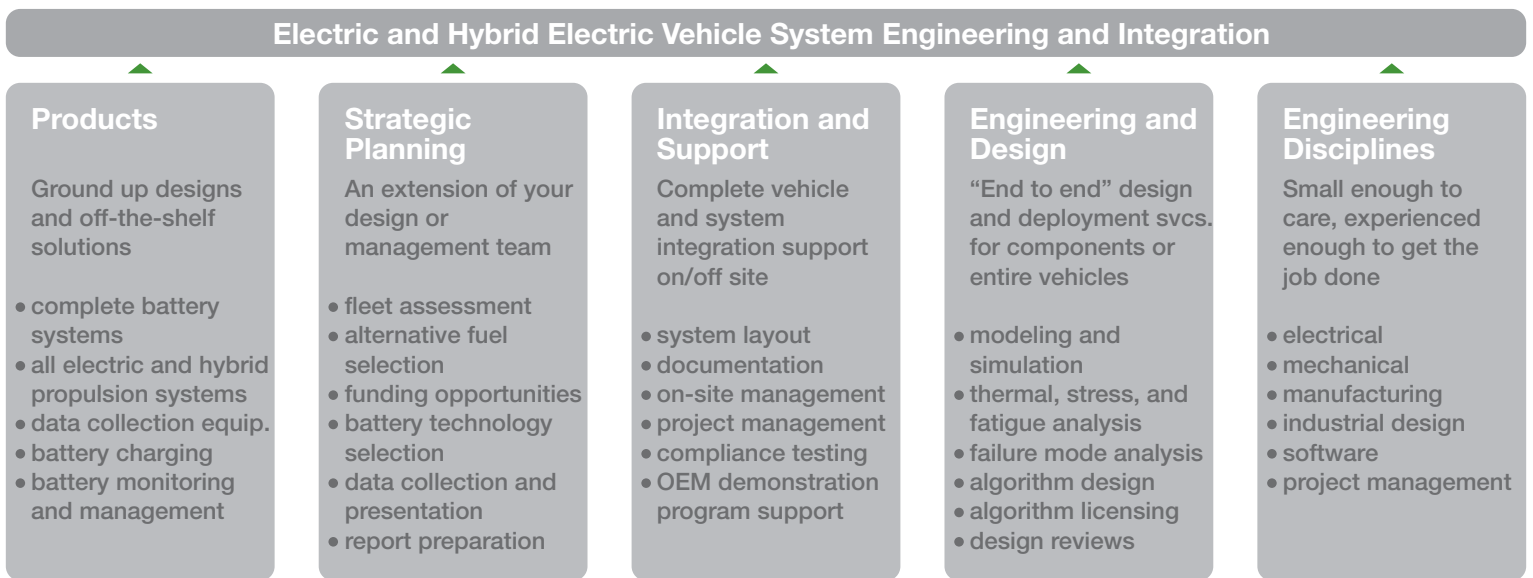 Electric and Hybrid Electric Vehicle System Engineering and Integration
Products
Ground up designs
and off-the-shelf
solutions
• complete battery
systems
• all electric and hybrid
propulsion systems
• data collection equip.
• battery charging
• battery monitoring
and management
Strategic
Planning
An extension of your
design or
management team
• fleet assessment
• alternative fuel
selection
• funding opportunities
• battery technology
selection
• data collection and
presentation
• report preparation
Integration and
Support
Complete vehicle
and system
integration support
on/off site
• system layout
• documentation
• on-site management
• project management
• compliance testing
• OEM demonstration
program support
Engineering and
Design
“End to end” design
and deployment svcs.
for components or
entire vehicles
• modeling and
simulation
• thermal, stress, and
fatigue analysis
• failure mode analysis
• algorithm design
• algorithm licensing
• design reviews
Engineering
Disciplines
Small enough to
care, experienced
enough to get the
job done
• electrical
• mechanical
• manufacturing
• industrial design
• software
• project management